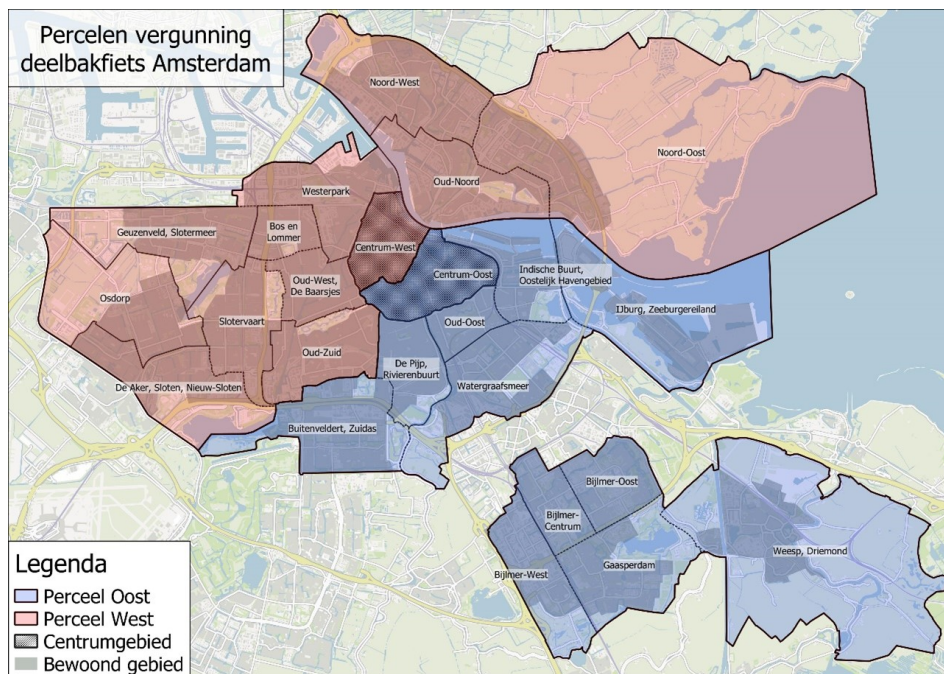 Percelen vergunning
deelbakfiets Amsterdam
Noord-West
Noord-Oost
Oud-Noord
Westerpark
Geuzenveld, Slotermeer
Bos en
Lommer
Centrum-West
Centrum-Oost
Indische Buurt,
Oostelijk Havengebied
Oud-West,
De Baarsjes
Osdorp
IJburg, Zeeburgereiland
Slotervaart
Oud-Oost
Oud-Zuid
De Pijp,
Rivierenbuurt
De Aker, Sloten, Nieuw-Sloten
Watergraafsmeer
Buitenveldert, Zuidas
Bijlmer-Oost
Bijlmer-
Centrum
Weesp, Driemond
Gaasperdam
Bijlmer-West
Legenda
Perceel Oost
Perceel West
Centrumgebied
Bewoond gebied